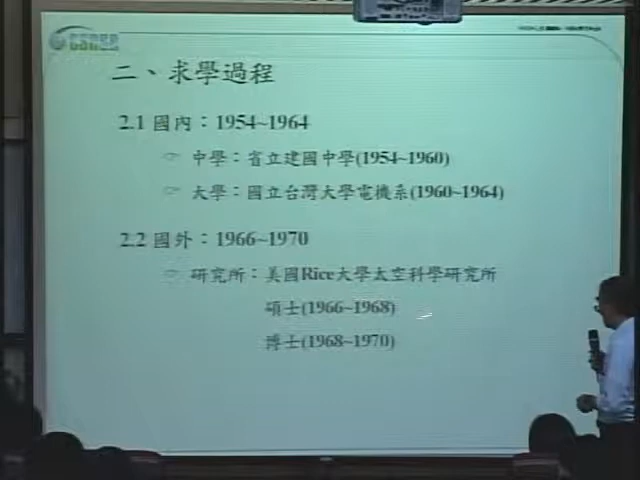 二、求學過程
2.1 國內：1954~1964
☞ 中學：省立建國中學(1954~1960)
☞ 大學：國立台灣大學電機系(1960~1964)
2.2 國外：1966~1970
☞ 研究所：美國Rice大學太空科學研究所
碩士(1966~1968)
博士(1968~1970)